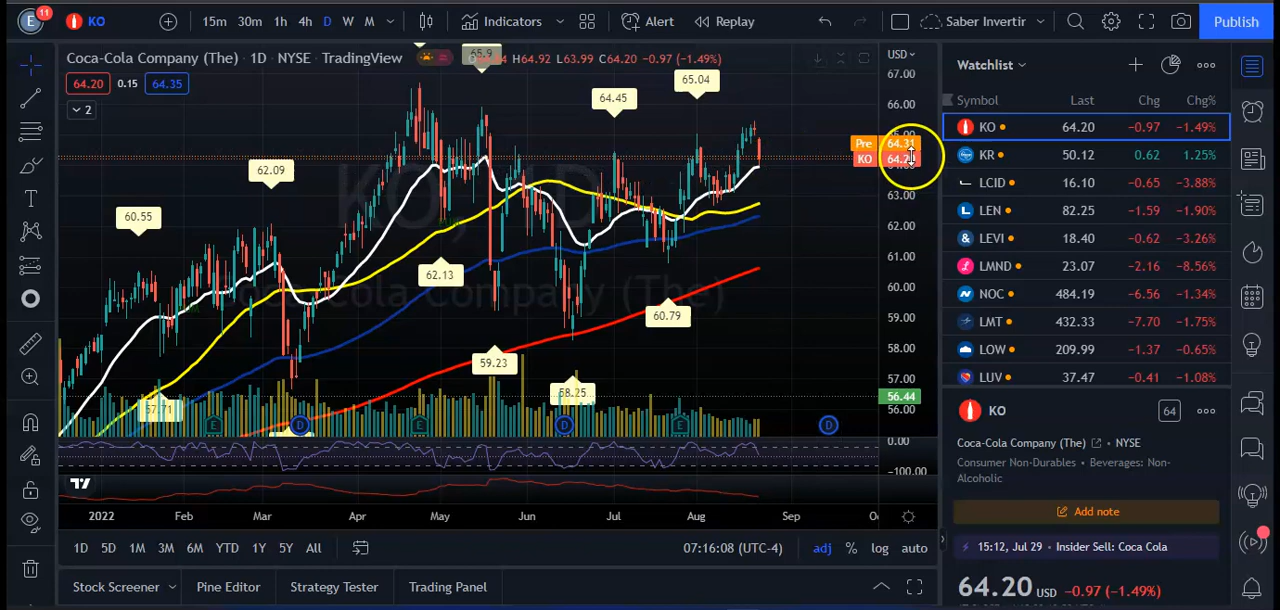 E 11 KO 15m 30m 1h 4h D W M Indicators Alert Replay Saber Invertir Publish
Coca-Cola Company (The) • 1D • NYSE • TradingView H64.92 L63.99 C64.20 −0.97 (−1.49%)
USD
64.20 0.15 64.35
2
67.00
66.00
63.00
62.00
61.00
60.00
59.00
58.00
57.00
56.44
56.00
0.00
−100.00
Pre 64.31
KO
65.9
65.04
64.45
62.09
60.55
62.13
60.79
59.23
58.25
57.71
E D E D E D
2022 Feb Mar Apr May Jun Jul Aug Sep
1D 5D 1M 3M 6M YTD 1Y 5Y All 07:16:08 (UTC-4) adj % log auto
Stock Screener Pine Editor Strategy Tester Trading Panel
Watchlist
Symbol Last Chg Chg%
KO 64.20 −0.97 −1.49%
KR 50.12 0.62 1.25%
LCID 16.10 −0.65 −3.88%
LEN 82.25 −1.59 −1.90%
LEVI 18.40 −0.62 −3.26%
LMND 23.07 −2.16 −8.56%
NOC 484.19 −6.56 −1.34%
LMT 432.33 −7.70 −1.75%
LOW 209.99 −1.37 −0.65%
LUV 37.47 −0.41 −1.08%
KO 64
Coca-Cola Company (The) • NYSE
Consumer Non-Durables • Beverages: Non-
Alcoholic
Add note
15:12, Jul 29 • Insider Sell: Coca Cola
64.20 USD −0.97 (−1.49%)